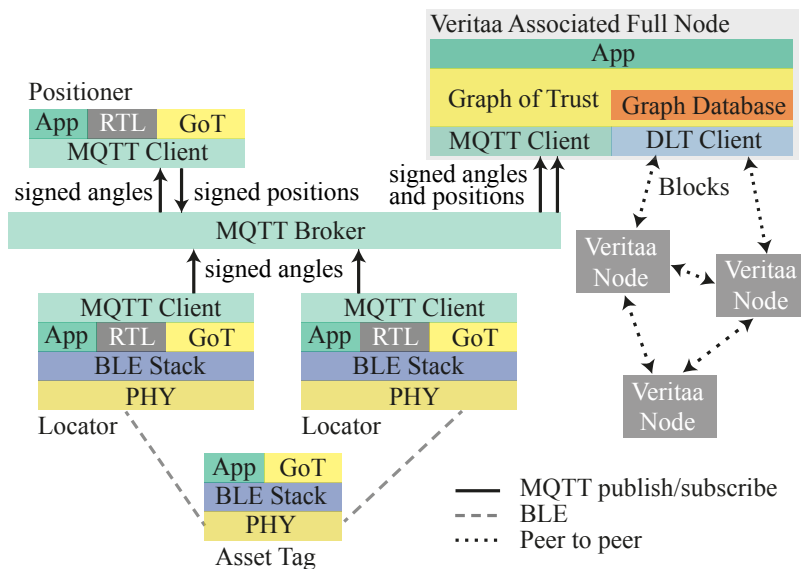 Veritaa Associated Full Node
App
Graph of Trust
Graph Database
MQTT Client
DLT Client
Positioner
App RTL GoT
MQTT Client
signed angles
signed positions
signed angles
and positions
Blocks
MQTT Broker
Veritaa
Node
Veritaa
Node
Veritaa
Node
signed angles
MQTT Client
App RTL GoT
BLE Stack
PHY
Locator
MQTT Client
App RTL GoT
BLE Stack
PHY
Locator
App GoT
BLE Stack
PHY
Asset Tag
MQTT publish/subscribe
BLE
Peer to peer